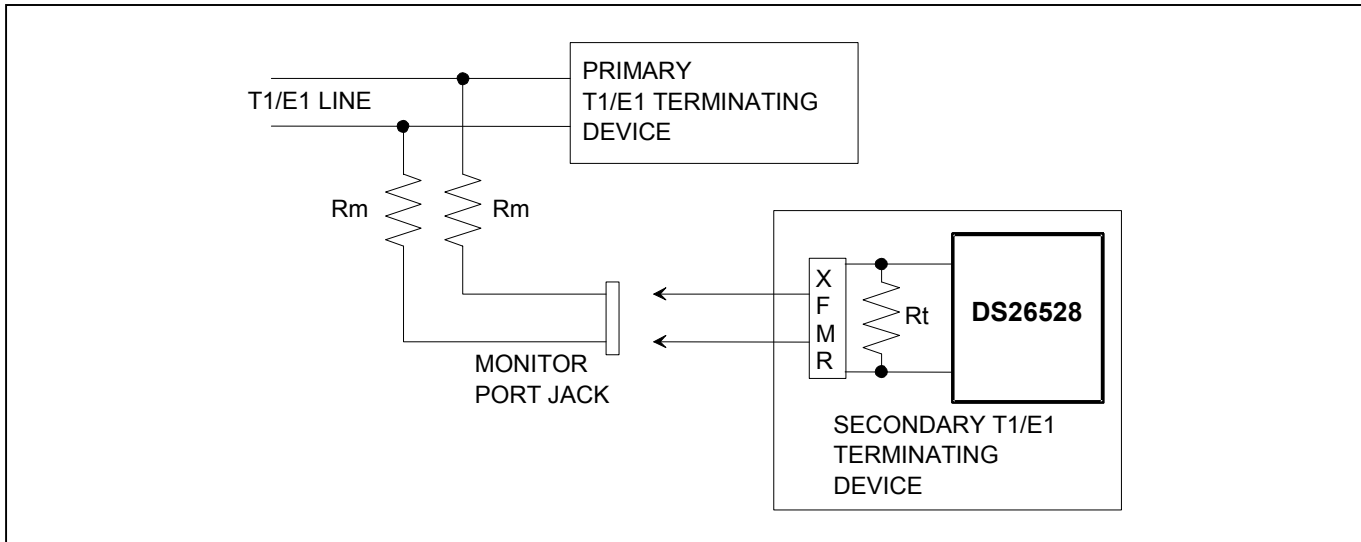 PRIMARY
T1/E1 TERMINATING
DEVICE
T1/E1 LINE
Rm
Rm
X
F
M
R
Rt
DS26528
MONITOR
PORT JACK
SECONDARY T1/E1
TERMINATING
DEVICE